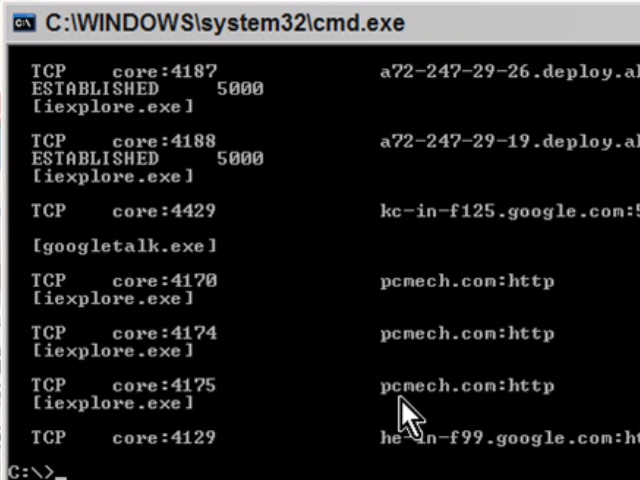 C:\WINDOWS\system32\cmd.exe
TCP core:4187 a72-247-29-26.deploy.al
ESTABLISHED 5000
[iexplore.exe]
TCP core:4188 a72-247-29-19.deploy.al
ESTABLISHED 5000
[iexplore.exe]
TCP core:4429 kc-in-f125.google.com:5
[googletalk.exe]
TCP core:4170 pcmech.com:http
[iexplore.exe]
TCP core:4174 pcmech.com:http
[iexplore.exe]
TCP core:4175 pcmech.com:http
[iexplore.exe]
TCP core:4129 he-in-f99.google.com:ht
C:\>_